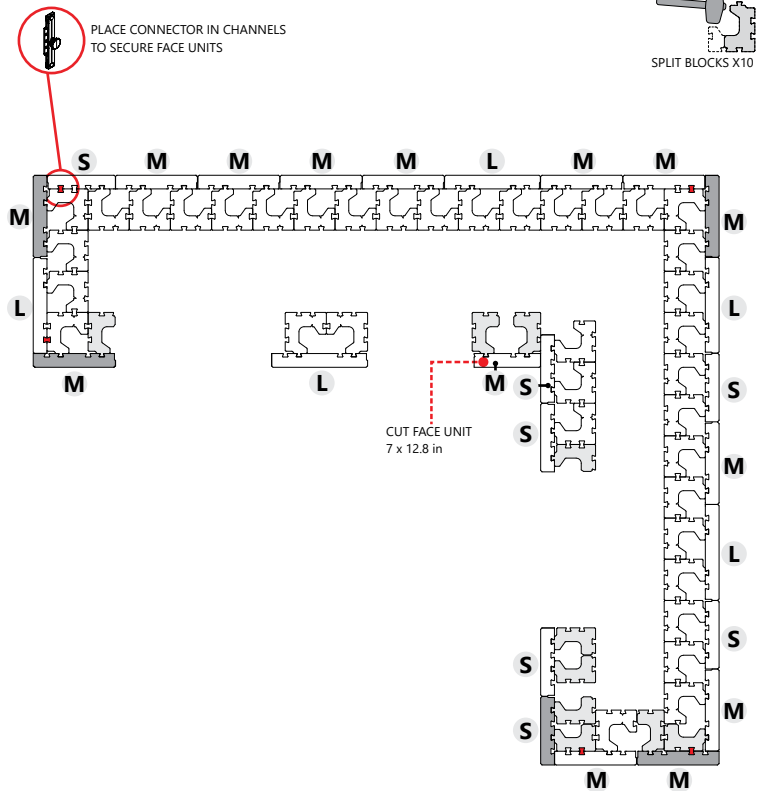 PLACE CONNECTOR IN CHANNELS
TO SECURE FACE UNITS
SPLIT BLOCKS X10
S M M M M L M M
M
M
L
L
M
L
M
S
S
S
CUT FACE UNIT
7 x 12.8 in
M
L
S
S
M
S
M M